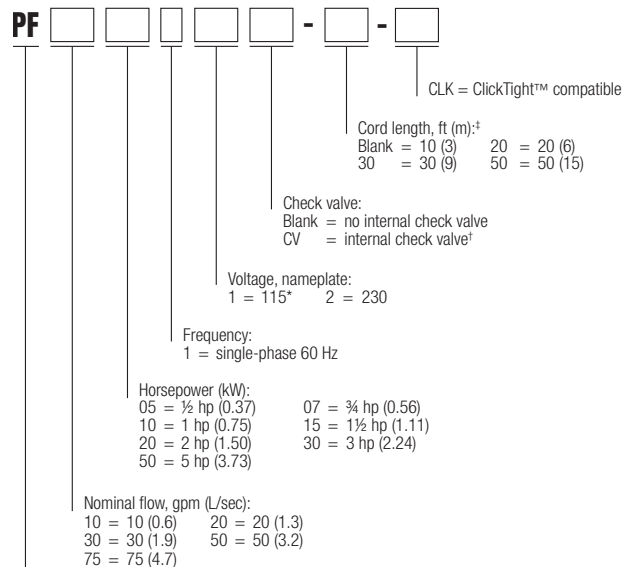 PF - -
CLK = ClickTight™ compatible
Cord length, ft (m):‡
Blank = 10 (3) 20 = 20 (6)
30 = 30 (9) 50 = 50 (15)
Check valve:
Blank = no internal check valve
CV = internal check valve†
Voltage, nameplate:
1 = 115* 2 = 230
Frequency:
1 = single-phase 60 Hz
Horsepower (kW):
05 = ½ hp (0.37) 07 = ¾ hp (0.56)
10 = 1 hp (0.75) 15 = 1½ hp (1.11)
20 = 2 hp (1.50) 30 = 3 hp (2.24)
50 = 5 hp (3.73)
Nominal flow, gpm (L/sec):
10 = 10 (0.6) 20 = 20 (1.3)
30 = 30 (1.9) 50 = 50 (3.2)
75 = 75 (4.7)